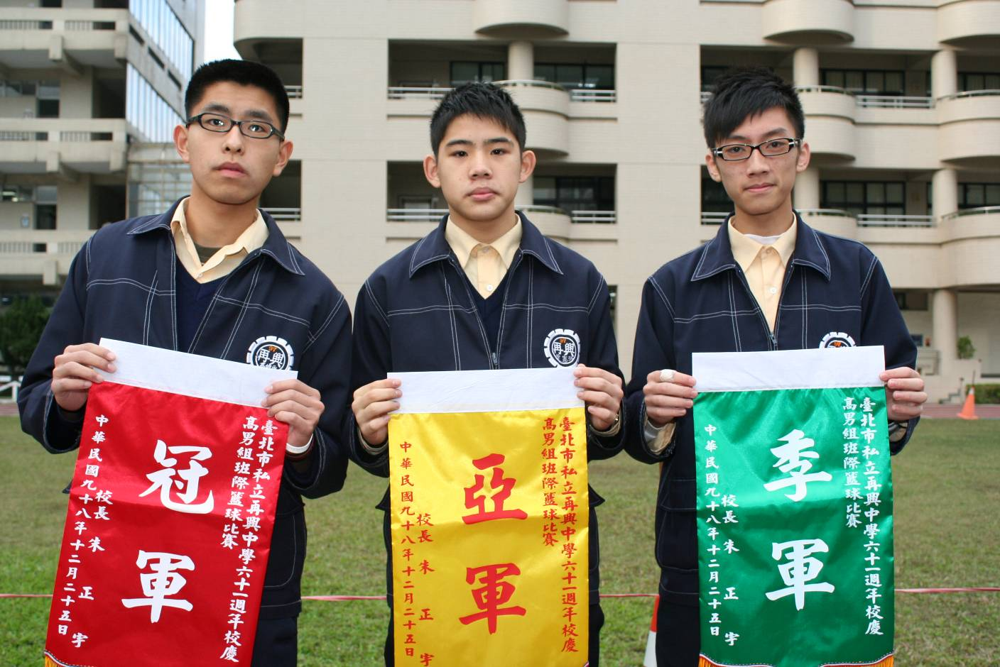 再興
臺北市私立再興中學六十一週年校慶
高男組班際籃球比賽
冠軍
校長 朱正宇
中華民國九十八年十二月二十五日
再興
臺北市私立再興中學六十一週年校慶
高男組班際籃球比賽
亞軍
校長 朱正宇
中華民國九十八年十二月二十五日
臺北市私立再興中學六十一週年校慶
高男組班際籃球比賽
季軍
校長 朱正宇
中華民國九十八年十二月二十五日